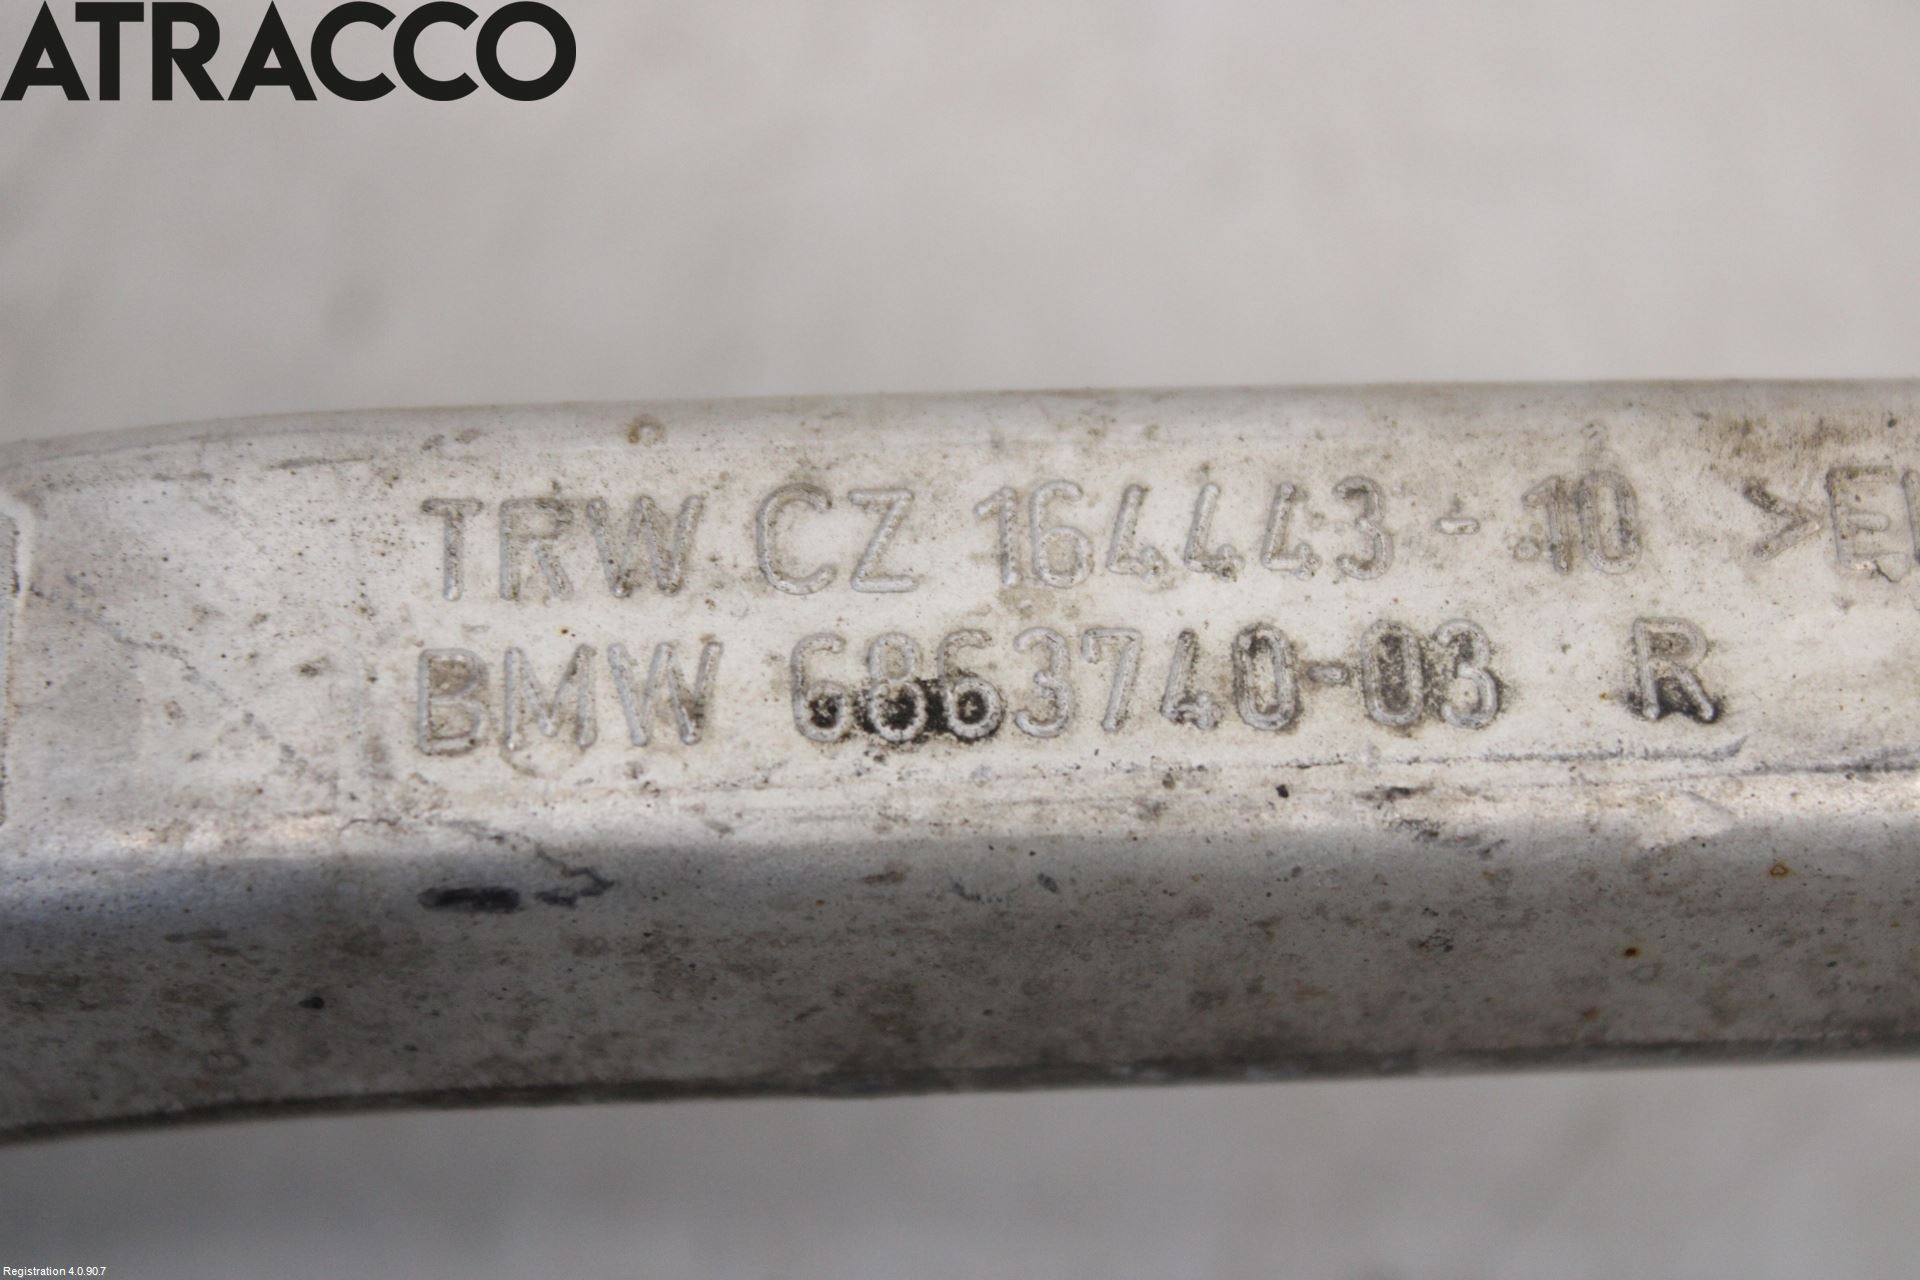 ATRACCO
TRW CZ 164443-10
BMW 6863740-03 R
Registration 4.0.90.7